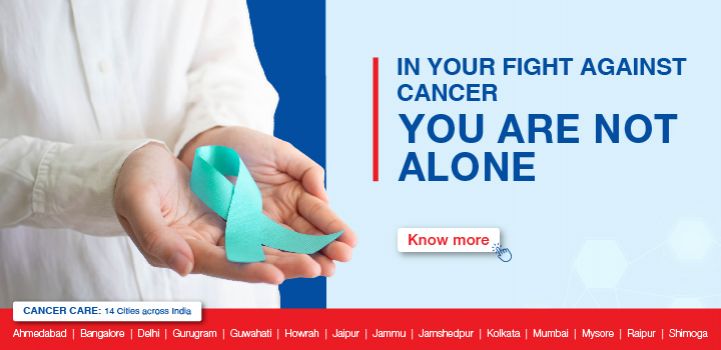 IN YOUR FIGHT AGAINST
CANCER
YOU ARE NOT
ALONE
Know more
CANCER CARE: 14 Cities across India
Ahmedabad | Bangalore | Delhi | Gurugram | Guwahati | Howrah | Jaipur | Jammu | Jamshedpur | Kolkata | Mumbai | Mysore | Raipur | Shimoga